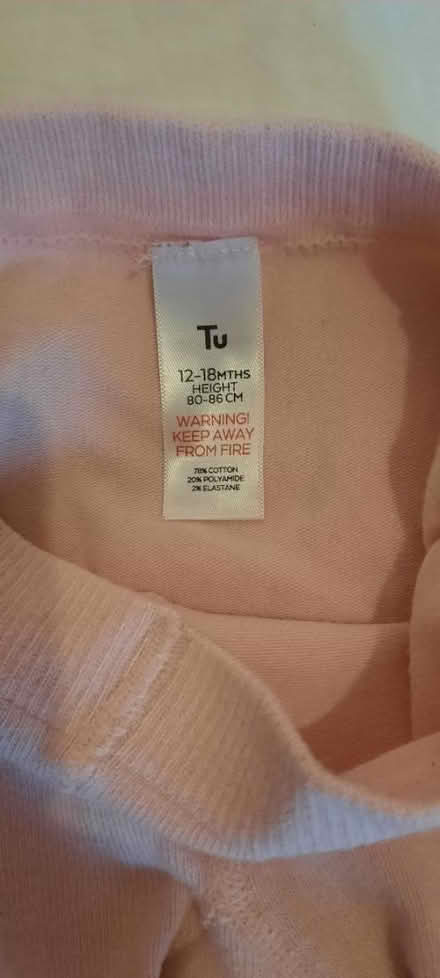 Tu
12-18MTHS
HEIGHT
80-86 CM
WARNING!
KEEP AWAY
FROM FIRE
78% COTTON
20% POLYAMIDE
2% ELASTANE